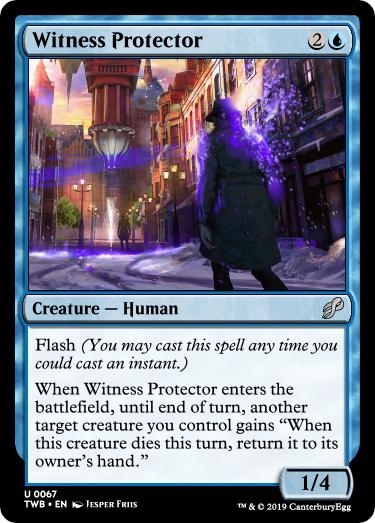 Witness Protector 2
Creature — Human
Flash (You may cast this spell any time you
could cast an instant.)
When Witness Protector enters the
battlefield, until end of turn, another
target creature you control gains “When
this creature dies this turn, return it to its
owner’s hand.”
1/4
U 0067
TWB • EN Jesper Friis
™ & © 2019 CanterburyEgg